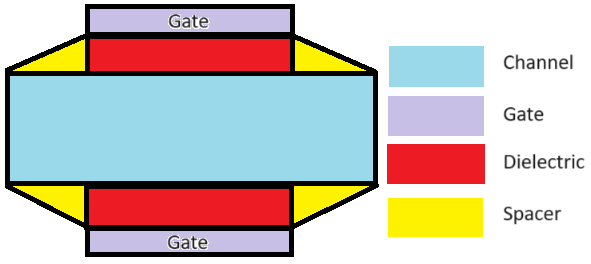 Gate
Channel
Gate
Dielectric
Spacer
Gate